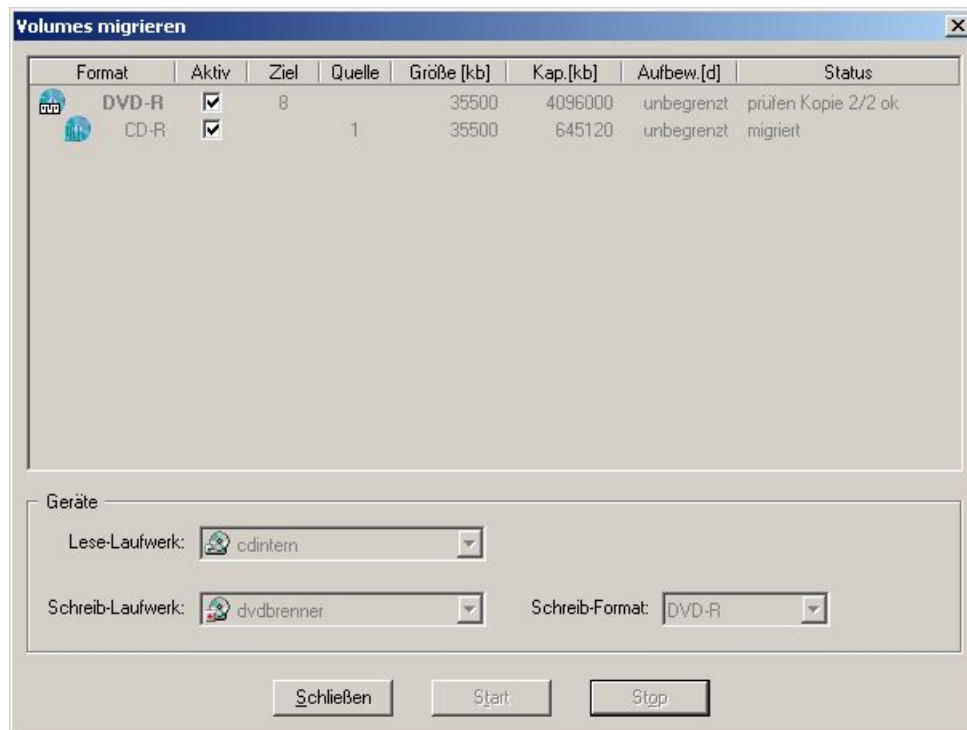 Volumes migrieren
Format Aktiv Ziel Quelle Größe [kb] Kap.[kb] Aufbew.[d] Status
DVD-R 8 35500 4096000 unbegrenzt prüfen Kopie 2/2 ok
CD-R 1 35500 645120 unbegrenzt migriert
Geräte
Lese-Laufwerk: cdintern
Schreib-Laufwerk: dvdbrenner Schreib-Format: DVD-R
Schließen Start Stop